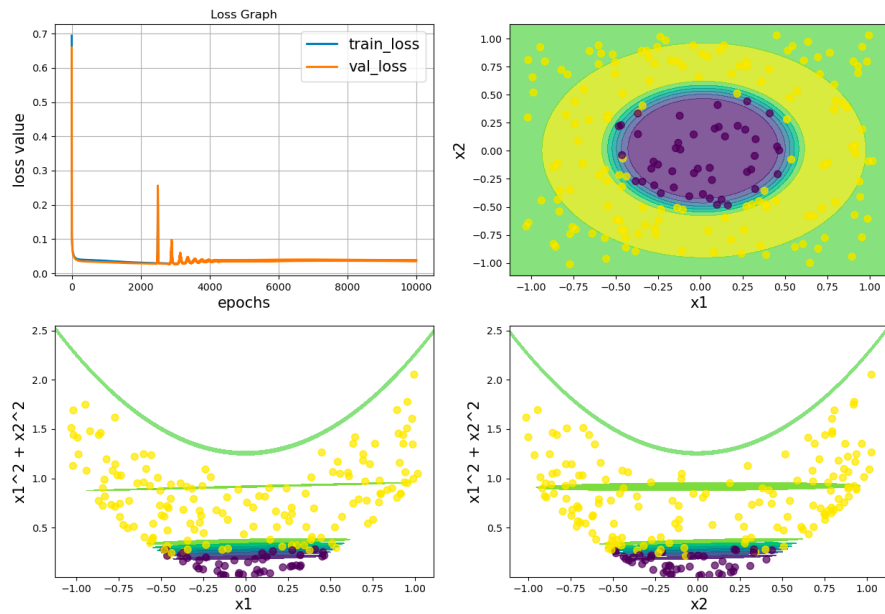 Loss Graph
train_loss
val_loss
loss value
0.7
0.6
0.5
0.4
0.3
0.2
0.1
0.0
0 2000 4000 6000 8000 10000
epochs
x2
1.00
0.75
0.50
0.25
0.00
−0.25
−0.50
−0.75
−1.00
−1.00 −0.75 −0.50 −0.25 0.00 0.25 0.50 0.75 1.00
x1
x1^2 + x2^2
2.5
2.0
1.5
1.0
0.5
−1.00 −0.75 −0.50 −0.25 0.00 0.25 0.50 0.75 1.00
x1
x1^2 + x2^2
2.5
2.0
1.5
1.0
0.5
−1.00 −0.75 −0.50 −0.25 0.00 0.25 0.50 0.75 1.00
x2